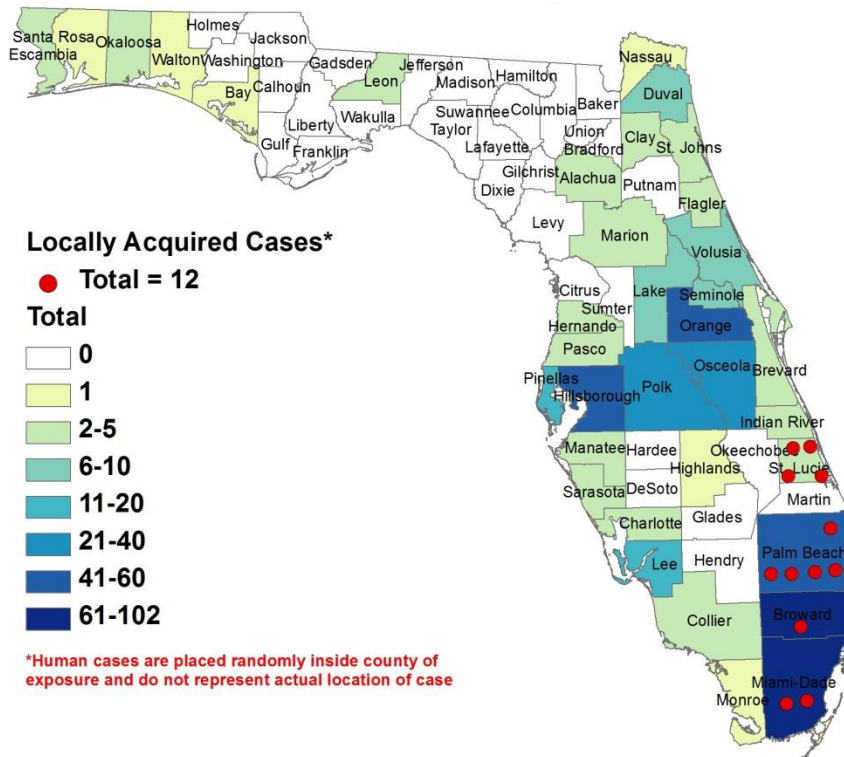 Holmes
Santa Rosa Okaloosa Jackson
Escambia Walton Washington
Bay Calhoun
Gadsden Jefferson
Leon Madison Hamilton
Liberty Wakulla Suwannee Columbia Baker
Gulf Franklin Taylor
Lafayette Union
Bradford
Nassau
Duval
Clay St. Johns
Gilchrist Alachua Putnam
Dixie Flagler
Levy Marion
Volusia
Citrus Lake Seminole
Sumter Orange
Hernando
Pasco Osceola
Pinellas Hillsborough Polk Brevard
Indian River
Manatee Hardee Okeechobee
Highlands St. Lucie
Sarasota DeSoto Martin
Charlotte Glades
Lee Hendry Palm Beach
Collier Broward
Miami-Dade
Monroe
Locally Acquired Cases*
Total = 12
Total
0
1
2-5
6-10
11-20
21-40
41-60
61-102
*Human cases are placed randomly inside county of
exposure and do not represent actual location of case